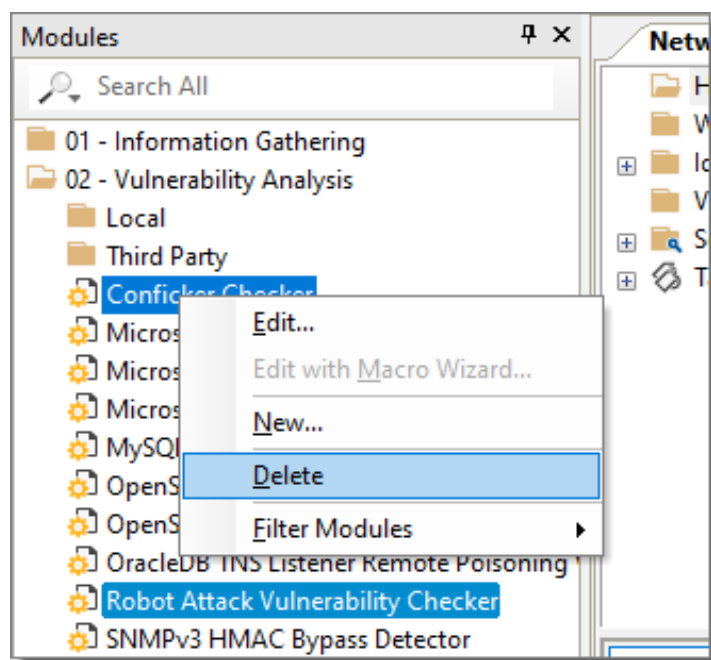 Modules
Search All
01 - Information Gathering
02 - Vulnerability Analysis
Local
Third Party
Conficker Checker
Edit...
Edit with Macro Wizard...
New...
Delete
Filter Modules
OracleDB TNS Listener Remote Poisoning
Robot Attack Vulnerability Checker
SNMPv3 HMAC Bypass Detector